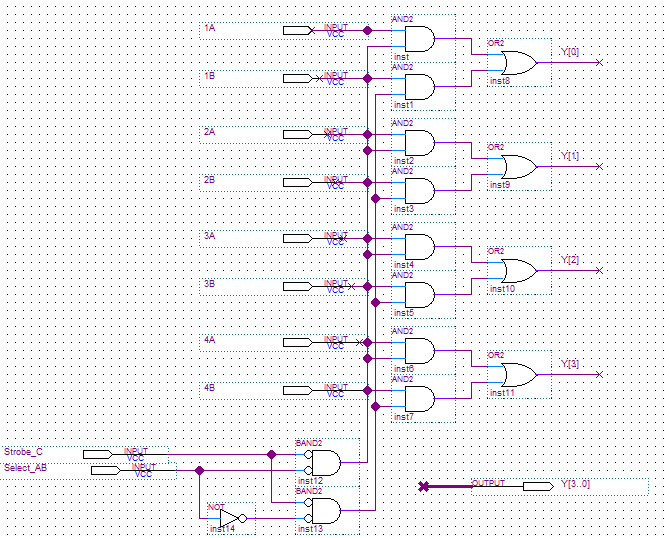 1A INPUT VCC AND2 inst
OR2 Y[0] inst8
1B INPUT VCC AND2 inst1
2A INPUT VCC AND2 inst2
OR2 Y[1] inst9
2B INPUT VCC AND2 inst3
3A INPUT VCC AND2 inst4
OR2 Y[2] inst10
3B INPUT VCC AND2 inst5
4A INPUT VCC AND2 inst6
OR2 Y[3] inst11
4B INPUT VCC AND2 inst7
Strobe_C INPUT VCC BAND2 inst12
Select_AB INPUT VCC
BAND2 inst13
NOT inst14
OUTPUT Y[3..0]